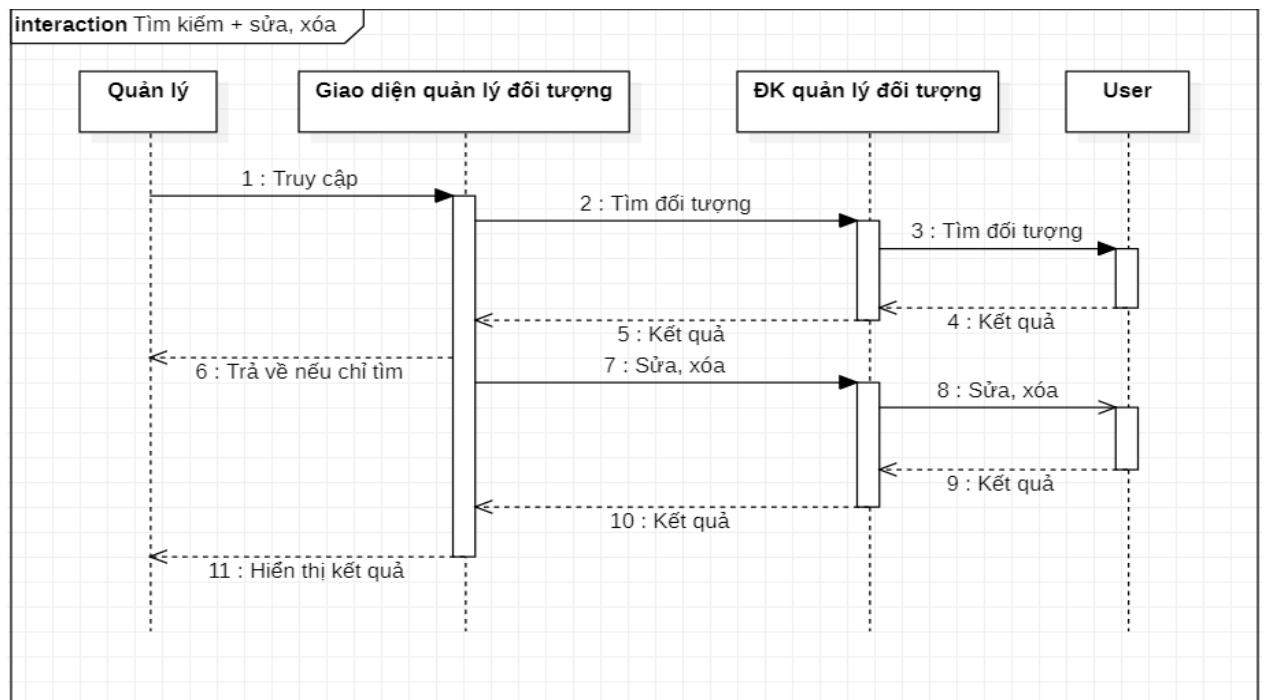 interaction Tìm kiếm + sửa, xóa
Quản lý
Giao diện quản lý đối tượng
ĐK quản lý đối tượng
User
1 : Truy cập
2 : Tìm đối tượng
3 : Tìm đối tượng
4 : Kết quả
5 : Kết quả
6 : Trả về nếu chỉ tìm
7 : Sửa, xóa
8 : Sửa, xóa
9 : Kết quả
10 : Kết quả
11 : Hiển thị kết quả